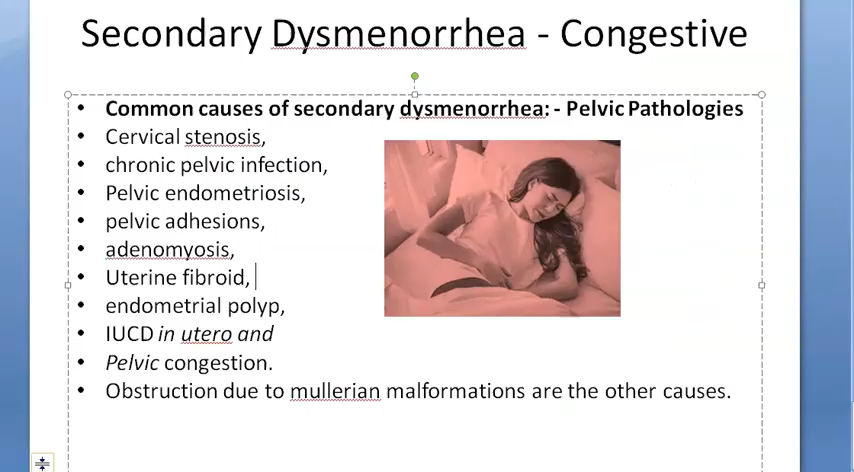 Secondary Dysmenorrhea - Congestive
• Common causes of secondary dysmenorrhea: - Pelvic Pathologies
• Cervical stenosis,
• chronic pelvic infection,
• Pelvic endometriosis,
• pelvic adhesions,
• adenomyosis,
• Uterine fibroid,
• endometrial polyp,
• IUCD in utero and
• Pelvic congestion.
• Obstruction due to mullerian malformations are the other causes.